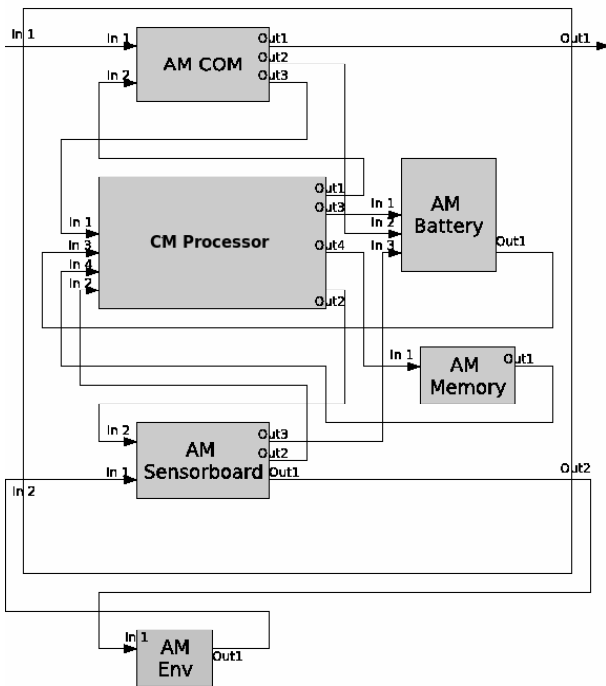 In 1
In 1
Out1
Out1
AM COM
Out2
In 2
Out3
Out1
AM
Battery
In 1
Out3
In 2
In 1
CM Processor
Out4
In 3
Out1
In 3
In 4
In 2
Out2
In 1
AM
Memory
Out1
In 2
AM
Sensorboard
Out3
Out2
In 1
Out1
Out2
In 2
In 1
AM
Env
Out1